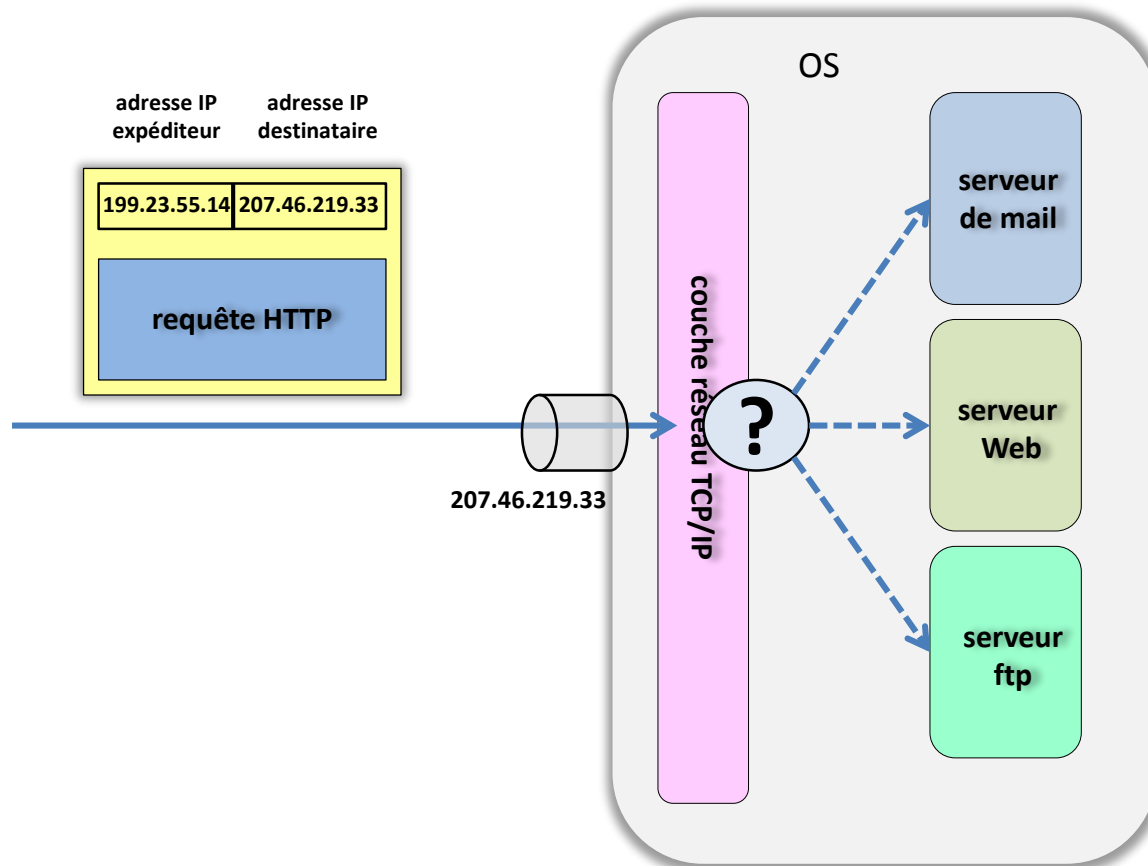 OS
adresse IP
expéditeur
adresse IP
destinataire
199.23.55.14
207.46.219.33
requête HTTP
207.46.219.33
couche réseau TCP/IP
?
serveur
de mail
serveur
Web
serveur
ftp